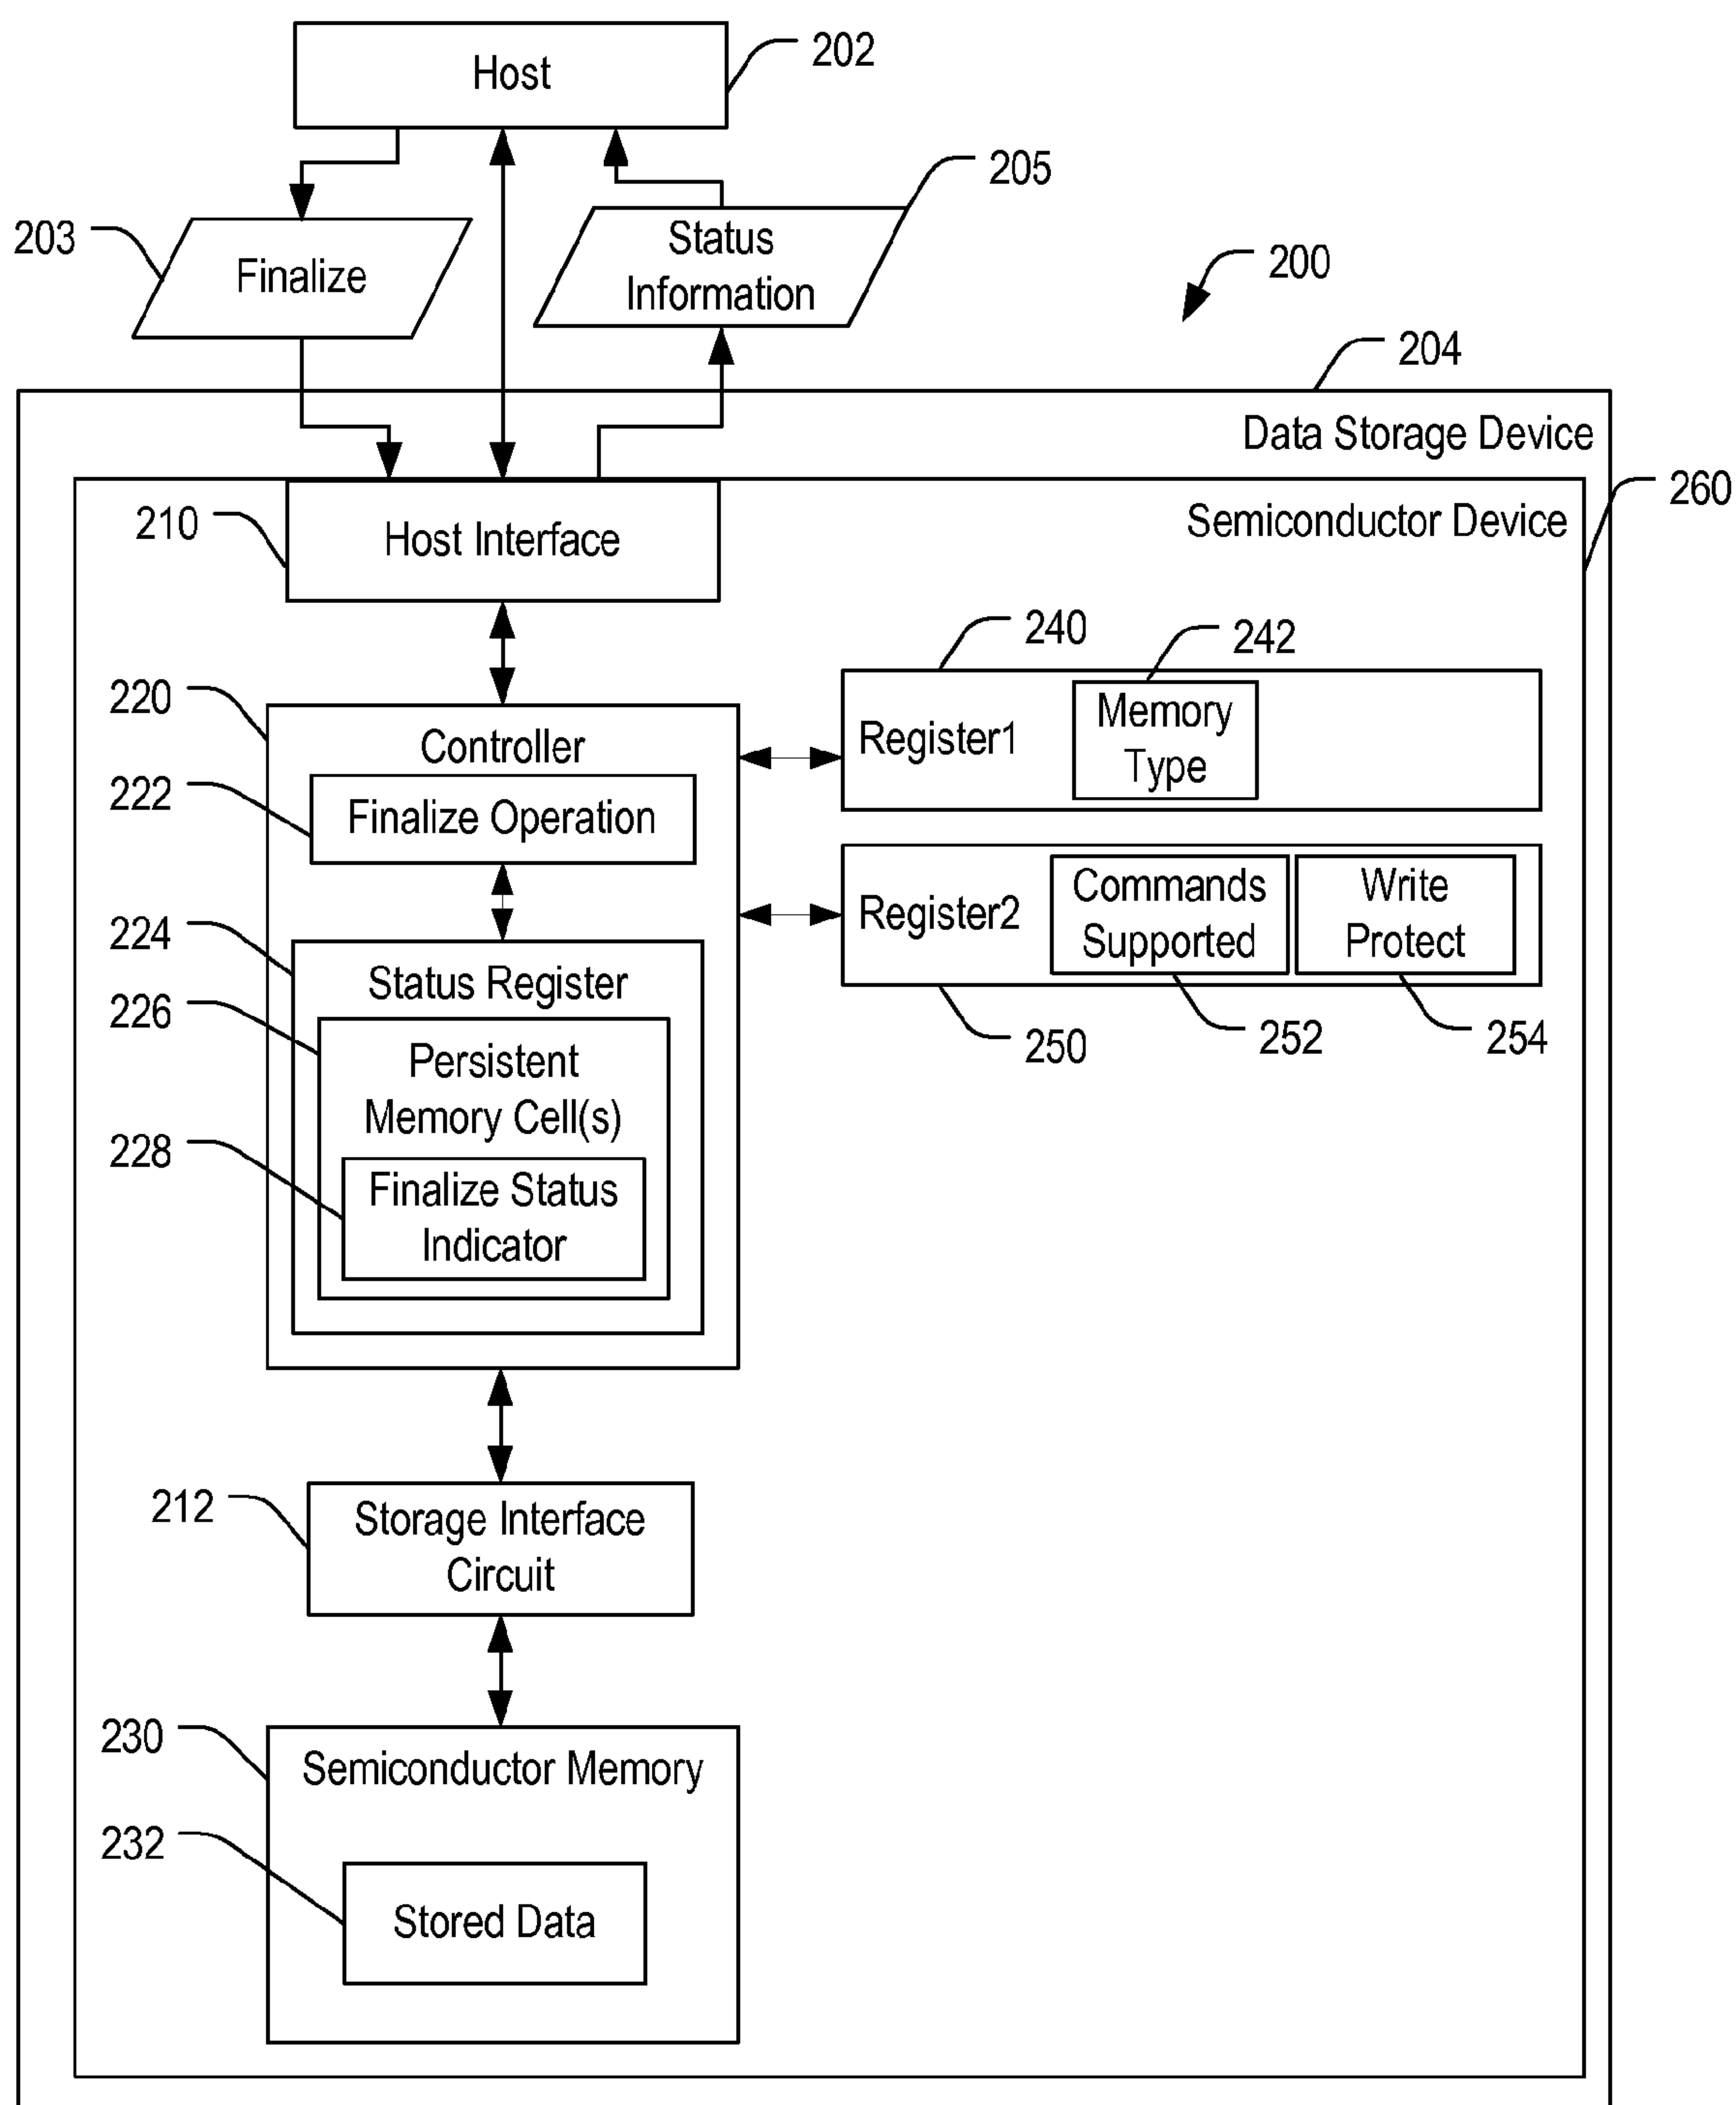 Host
202
203
Finalize
205
Status
Information
200
204
Data Storage Device
260
Semiconductor Device
210
Host Interface
240
242
Register1
Memory
Type
220
Controller
222
Finalize Operation
Register2
Commands
Supported
Write
Protect
250
252
254
224
Status Register
226
Persistent
Memory Cell(s)
228
Finalize Status
Indicator
212
Storage Interface
Circuit
230
Semiconductor Memory
232
Stored Data